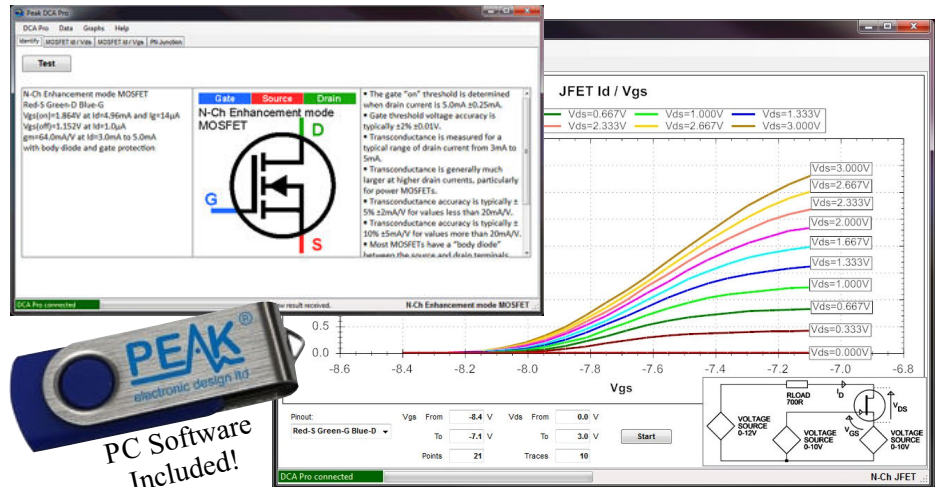 Peak DCA Pro
DCA Pro Data Graphs Help
Identify MOSFET Id / Vds MOSFET Id / Vgs PN Junction
Test
N-Ch Enhancement mode MOSFET
Red-S Green-D Blue-G
Vgs(on)=1.864V at Id=4.96mA and Ig=14µA
Vgs(off)=1.152V at Id=1.0µA
gm=64.0mA/V at Id=3.0mA to 5.0mA
with body diode and gate protection
Gate Source Drain
N-Ch Enhancement mode
MOSFET
D
G
S
• The gate "on" threshold is determined
when drain current is 5.0mA ±0.25mA.
• Gate threshold voltage accuracy is
typically ±2% ±0.01V.
• Transconductance is measured for a
typical range of drain current from 3mA to
5mA.
• Transconductance is generally much
larger at higher drain currents, particularly
for power MOSFETs.
• Transconductance accuracy is typically ±
5% ±2mA/V for values less than 20mA/V.
• Transconductance accuracy is typically ±
10% ±5mA/V for values more than 20mA/V.
• Most MOSFETs have a "body diode"
between the source and drain terminals
DCA Pro connected
result received.
N-Ch Enhancement mode MOSFET
JFET Id / Vgs
Vds=0.667V Vds=1.000V Vds=1.333V
Vds=2.333V Vds=2.667V Vds=3.000V
Vds=3.000V
Vds=2.667V
Vds=2.333V
Vds=2.000V
Vds=1.667V
Vds=1.333V
Vds=1.000V
Vds=0.667V
Vds=0.333V
Vds=0.000V
0.5
0.0
-8.6 -8.4 -8.2 -8.0 -7.8 -7.6 -7.4 -7.2 -7.0 -6.8
Vgs
Pinout:
Red-S Green-G Blue-D
Vgs From -8.4 V Vds From 0.0 V
To -7.1 V To 3.0 V
Points 21 Traces 10
Start
RLOAD
700R
ID
VDS
VGS
VOLTAGE
SOURCE
0-12V
VOLTAGE
SOURCE
0-10V
VOLTAGE
SOURCE
0-10V
DCA Pro connected
N-Ch JFET
PEAK®
electronic design ltd
PC Software
Included!